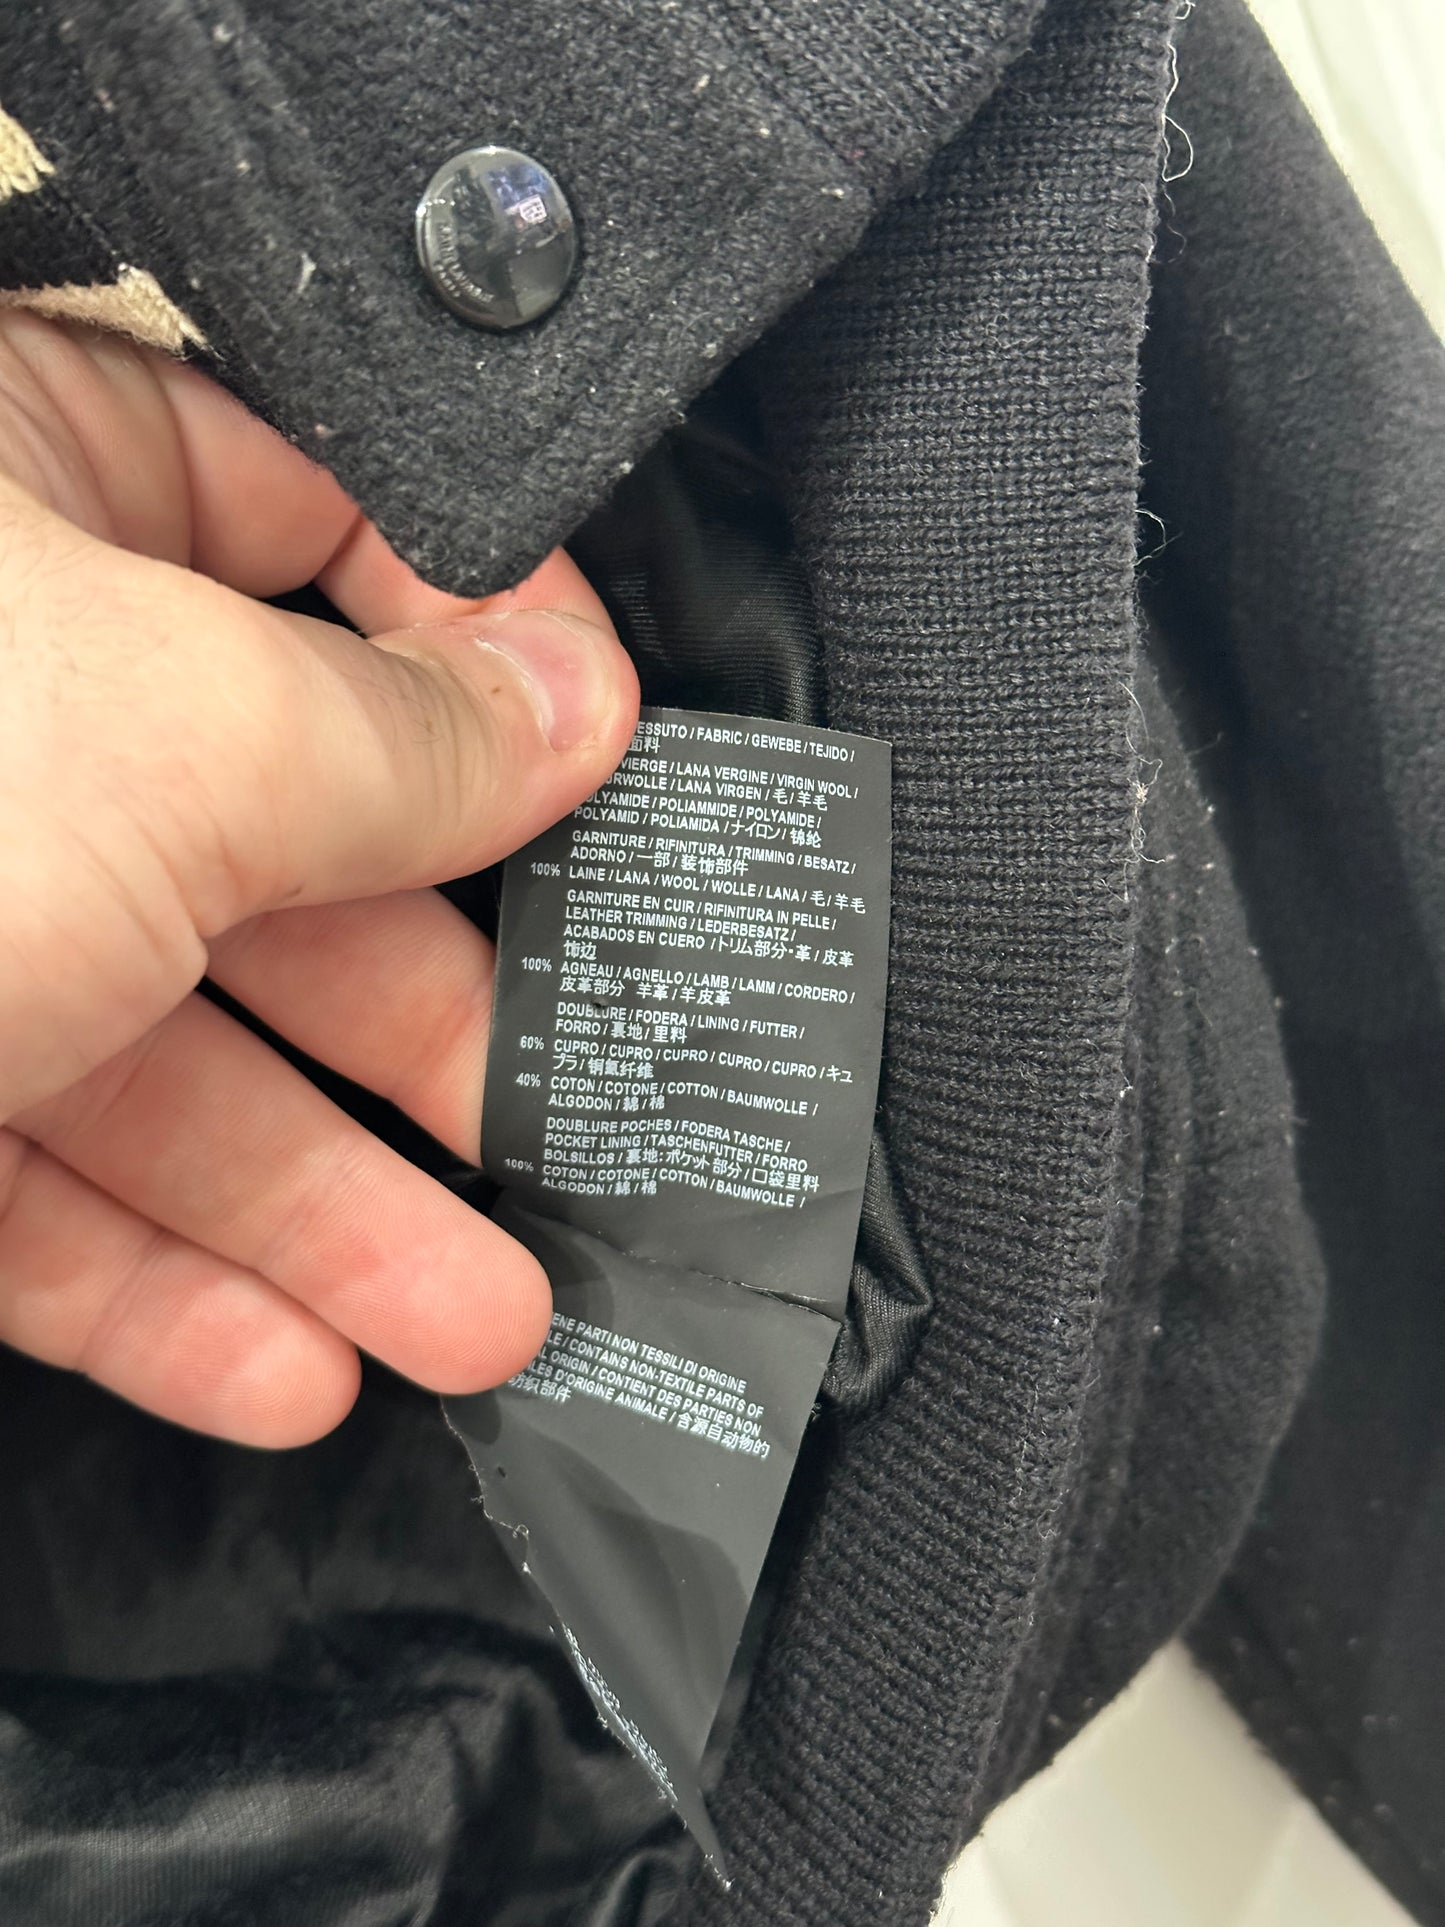 ESSUTO / FABRIC / GEWEBE / TEJIDO /
面料
VIERGE / LANA VERGINE / VIRGIN WOOL /
RWOLLE / LANA VIRGEN / 毛 / 羊毛
OLYAMIDE / POLIAMMIDE / POLYAMIDE /
POLYAMID / POLIAMIDA / ナイロン / 锦纶
GARNITURE / RIFINITURA / TRIMMING / BESATZ /
ADORNO / 一部 / 装饰部件
100% LAINE / LANA / WOOL / WOLLE / LANA / 毛 / 羊毛
GARNITURE EN CUIR / RIFINITURA IN PELLE /
LEATHER TRIMMING / LEDERBESATZ /
ACABADOS EN CUERO / トリム部分・革 / 皮革
饰边
100% AGNEAU / AGNELLO / LAMB / LAMM / CORDERO /
皮革部分 羊革 / 羊皮革
DOUBLURE / FODERA / LINING / FUTTER /
FORRO / 裏地 / 里料
60% CUPRO / CUPRO / CUPRO / CUPRO / CUPRO / キュ
プラ / 铜氨纤维
40% COTON / COTONE / COTTON / BAUMWOLLE /
ALGODON / 綿 / 棉
DOUBLURE POCHES / FODERA TASCHE /
POCKET LINING / TASCHENFUTTER / FORRO
BOLSILLOS / 裏地:ポケット部分 / 口袋里料
100% COTON / COTONE / COTTON / BAUMWOLLE /
ALGODON / 綿 / 棉
ENE PARTI NON TESSILI DI ORIGINE
LE / CONTAINS NON-TEXTILE PARTS OF
AL ORIGIN / CONTIENT DES PARTIES NON
ILES D'ORIGINE ANIMALE / 含源自动物的
纺织部件